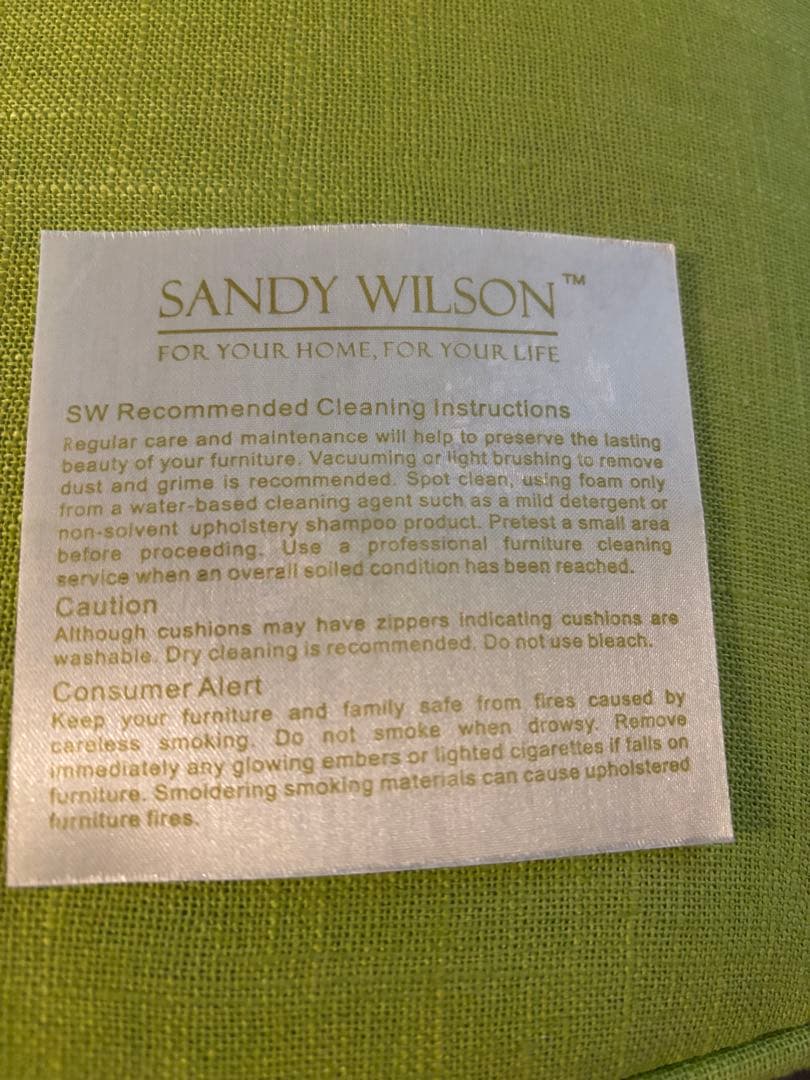 SANDY WILSON™
FOR YOUR HOME, FOR YOUR LIFE
SW Recommended Cleaning Instructions
Regular care and maintenance will help to preserve the lasting
beauty of your furniture. Vacuuming or light brushing to remove
dust and grime is recommended. Spot clean, using foam only
from a water-based cleaning agent such as a mild detergent or
non-solvent upholstery shampoo product. Pretest a small area
before proceeding. Use a professional furniture cleaning
service when an overall soiled condition has been reached.
Caution
Although cushions may have zippers indicating cushions are
washable. Dry cleaning is recommended. Do not use bleach.
Consumer Alert
Keep your furniture and family safe from fires caused by
careless smoking. Do not smoke when drowsy. Remove
immediately any glowing embers or lighted cigarettes if falls on
furniture. Smoldering smoking materials can cause upholstered
furniture fires.